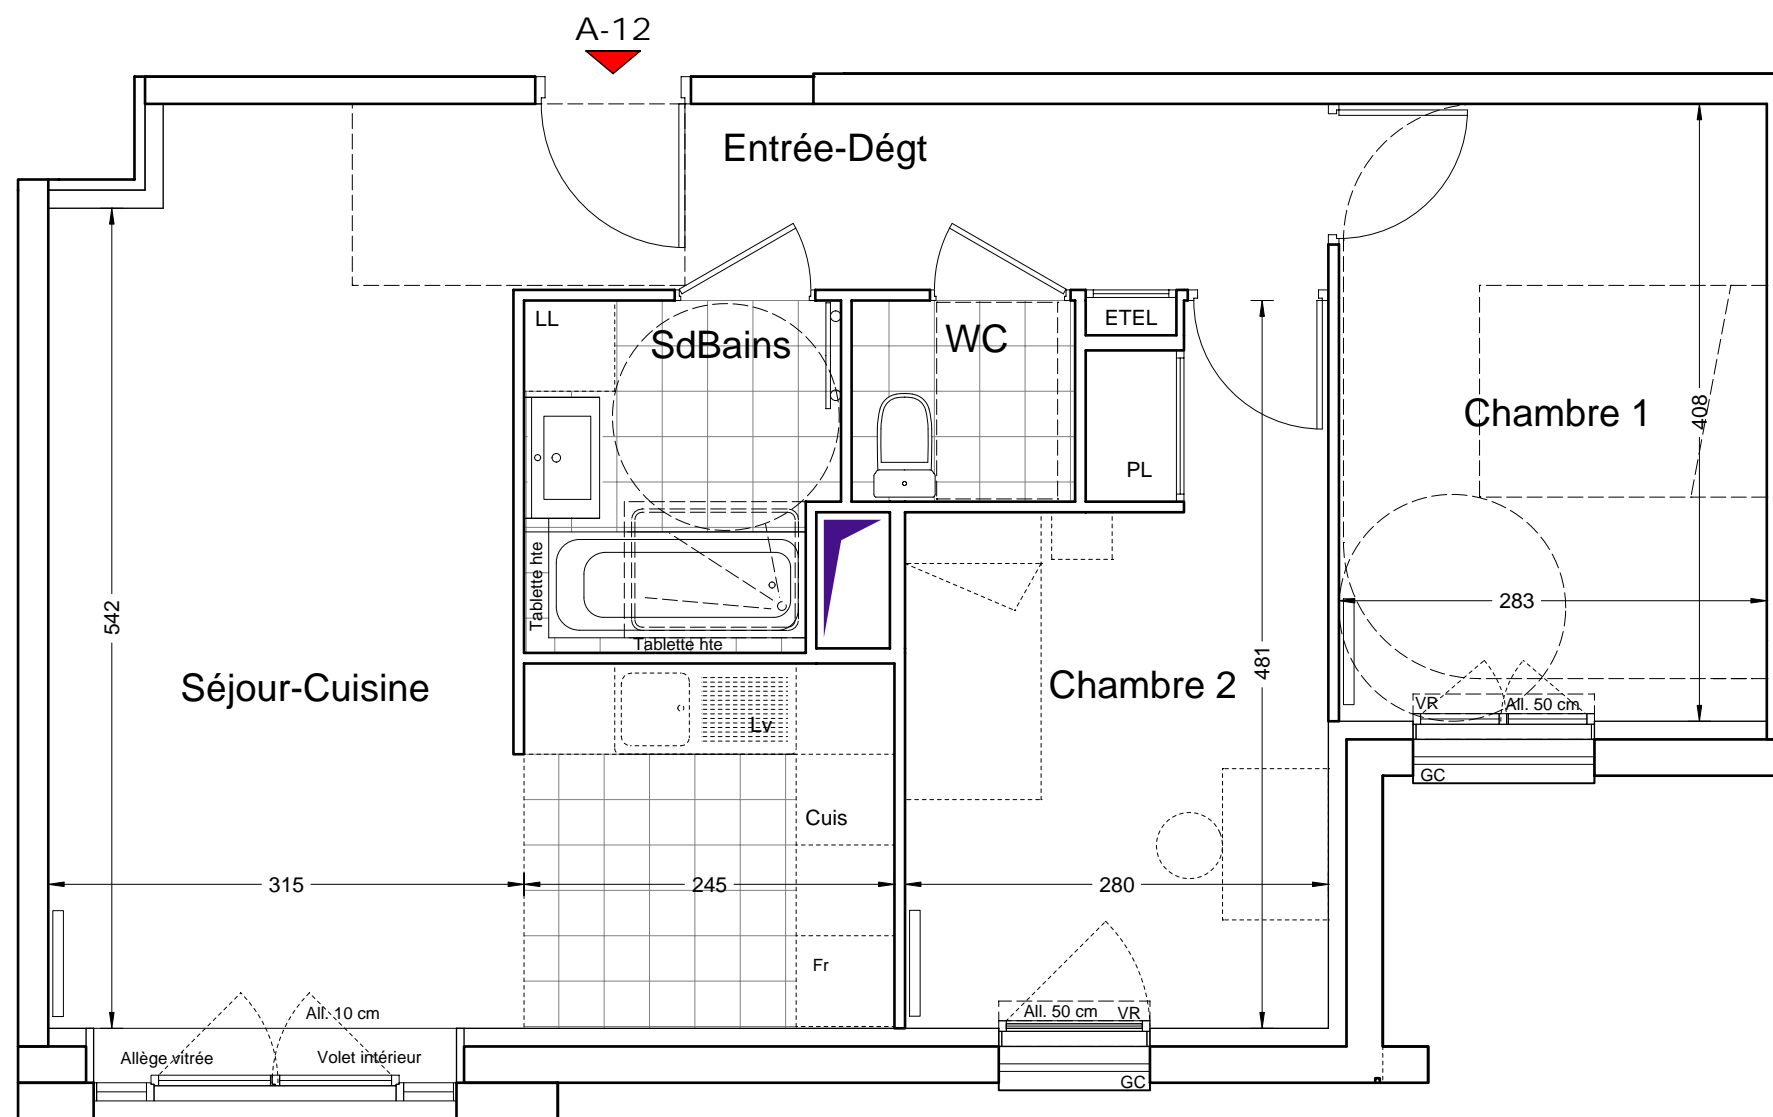 A-12
Entrée-Dégt
LL
SdBains
WC
ETEL
PL
Chambre 1
408
283
542
Tablette hte
Tablette hte
Séjour-Cuisine
Chambre 2
481
VR
All. 50 cm
GC
Lv
Cuis
315
245
280
Fr
All. 10 cm
Allège vitrée
Volet intérieur
All. 50 cm
VR
GC